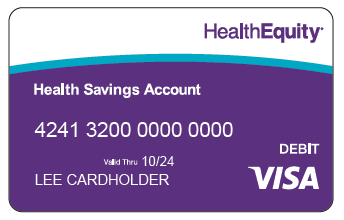 HealthEquity
Health Savings Account
4241 3200 0000 0000
DEBIT
Valid Thru 10/24
LEE CARDHOLDER
VISA